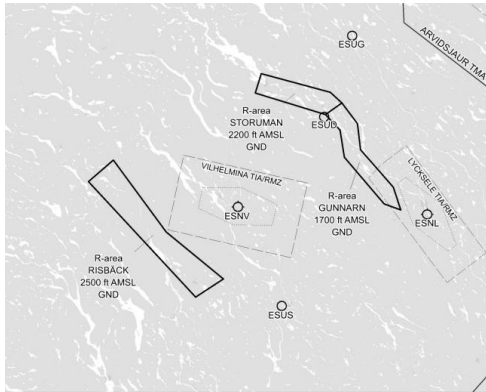 ESUG
ARVIDSJAUR TMA
R-area
STORUMAN
2200 ft AMSL
GND
ESUD
VILHELMINA TIA/RMZ
LYCKSELE TIA/RMZ
R-area
GUNNARN
1700 ft AMSL
GND
ESNV
ESNL
R-area
RISBÄCK
2500 ft AMSL
GND
ESUS